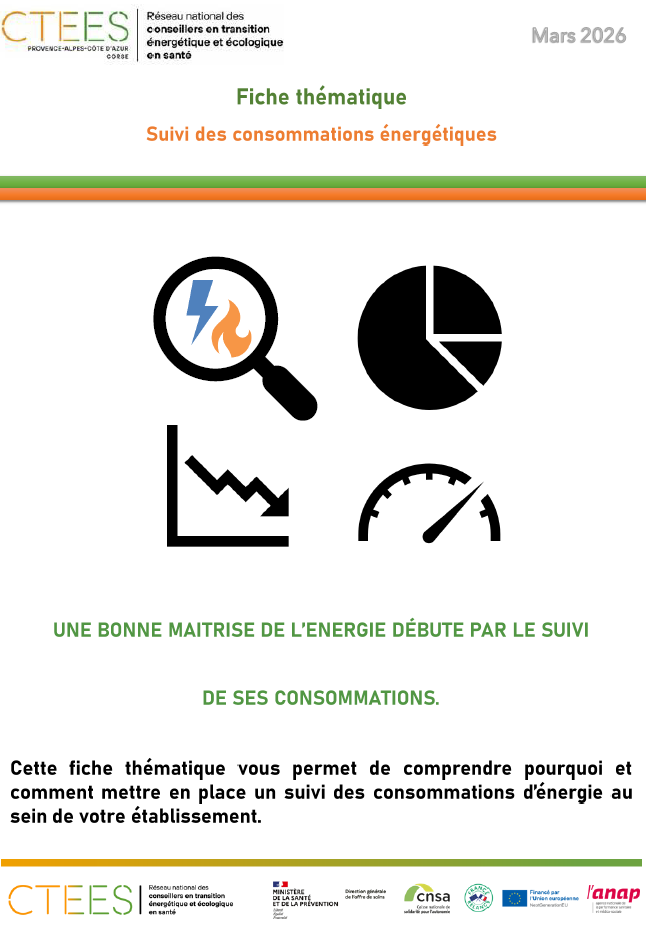 CTEES
PROVENCE-ALPES-CÔTE D'AZUR
CORSE
Réseau national des
conseillers en transition
énergétique et écologique
en santé
Mars 2026
Fiche thématique
Suivi des consommations énergétiques
UNE BONNE MAITRISE DE L'ENERGIE DÉBUTE PAR LE SUIVI
DE SES CONSOMMATIONS.
Cette fiche thématique vous permet de comprendre pourquoi et
comment mettre en place un suivi des consommations d'énergie au
sein de votre établissement.
CTEES
Réseau national des
conseillers en transition
énergétique et écologique
en santé
MINISTÈRE
DE LA SANTÉ
ET DE LA PRÉVENTION
Liberté
Égalité
Fraternité
Direction générale
de l'offre de soins
cnsa
Caisse nationale de
solidarité pour l'autonomie
FRANCE
Financé par
l'Union européenne
NextGenerationEU
l'anap